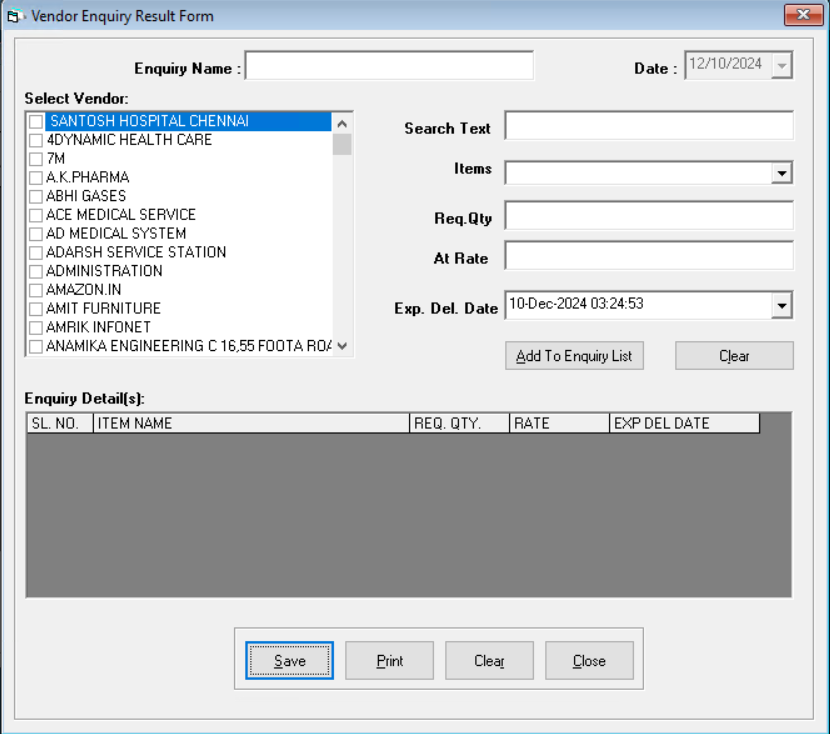 Vendor Enquiry Result Form
Enquiry Name :
Date : 12/10/2024
Select Vendor:
SANTOSH HOSPITAL CHENNAI
4DYNAMIC HEALTH CARE
7M
A.K.PHARMA
ABHI GASES
ACE MEDICAL SERVICE
AD MEDICAL SYSTEM
ADARSH SERVICE STATION
ADMINISTRATION
AMAZON.IN
AMIT FURNITURE
AMRIK INFONET
ANAMIKA ENGINEERING C 16,55 FOOTA ROA
Search Text
Items
Req.Qty
At Rate
Exp. Del. Date 10-Dec-2024 03:24:53
Add To Enquiry List Clear
Enquiry Detail(s):
SL. NO. ITEM NAME REQ. QTY. RATE EXP DEL DATE
Save Print Clear Close